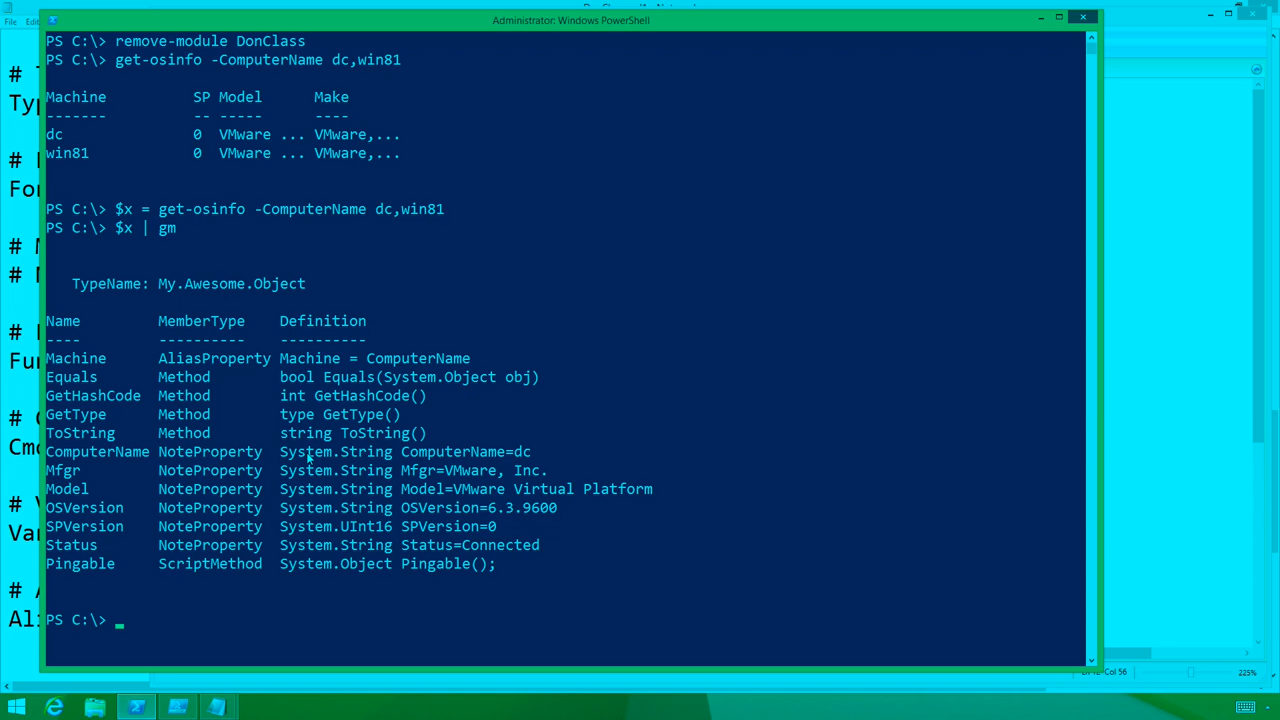 Administrator: Windows PowerShell
File Edit
PS C:\> remove-module DonClass
PS C:\> get-osinfo -ComputerName dc,win81
Machine SP Model Make
------- -- ----- ----
dc 0 VMware ... VMware,...
win81 0 VMware ... VMware,...
PS C:\> $x = get-osinfo -ComputerName dc,win81
PS C:\> $x | gm
TypeName: My.Awesome.Object
Name MemberType Definition
---- ---------- ----------
Machine AliasProperty Machine = ComputerName
Equals Method bool Equals(System.Object obj)
GetHashCode Method int GetHashCode()
GetType Method type GetType()
ToString Method string ToString()
ComputerName NoteProperty System.String ComputerName=dc
Mfgr NoteProperty System.String Mfgr=VMware, Inc.
Model NoteProperty System.String Model=VMware Virtual Platform
OSVersion NoteProperty System.String OSVersion=6.3.9600
SPVersion NoteProperty System.UInt16 SPVersion=0
Status NoteProperty System.String Status=Connected
Pingable ScriptMethod System.Object Pingable();
PS C:\>
Col 56
225%